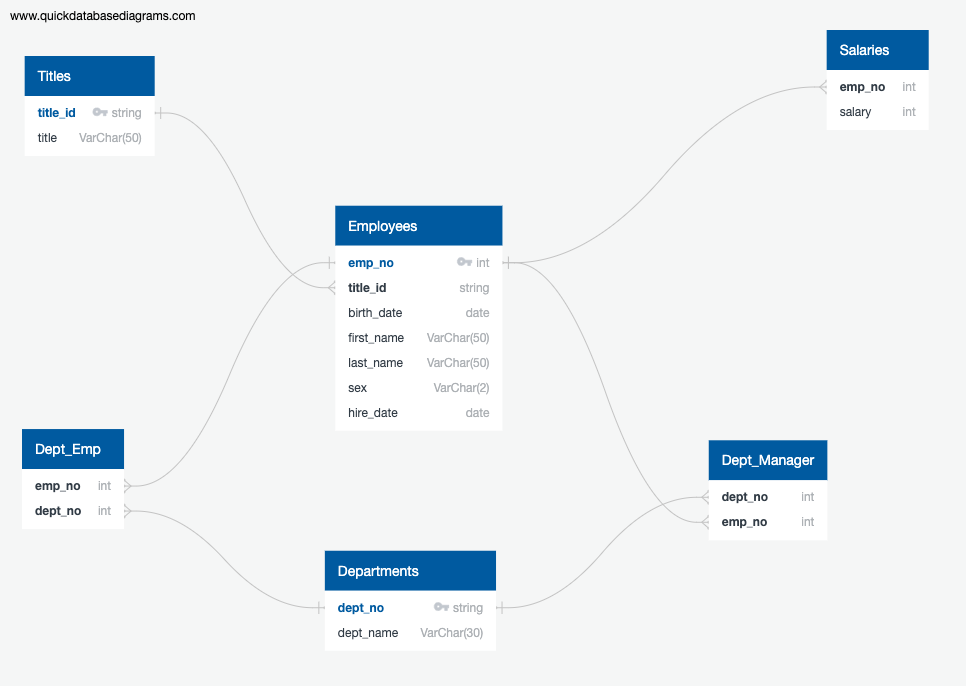 www.quickdatabasediagrams.com
Titles
title_id string
title VarChar(50)
Salaries
emp_no int
salary int
Employees
emp_no int
title_id string
birth_date date
first_name VarChar(50)
last_name VarChar(50)
sex VarChar(2)
hire_date date
Dept_Emp
emp_no int
dept_no int
Dept_Manager
dept_no int
emp_no int
Departments
dept_no string
dept_name VarChar(30)